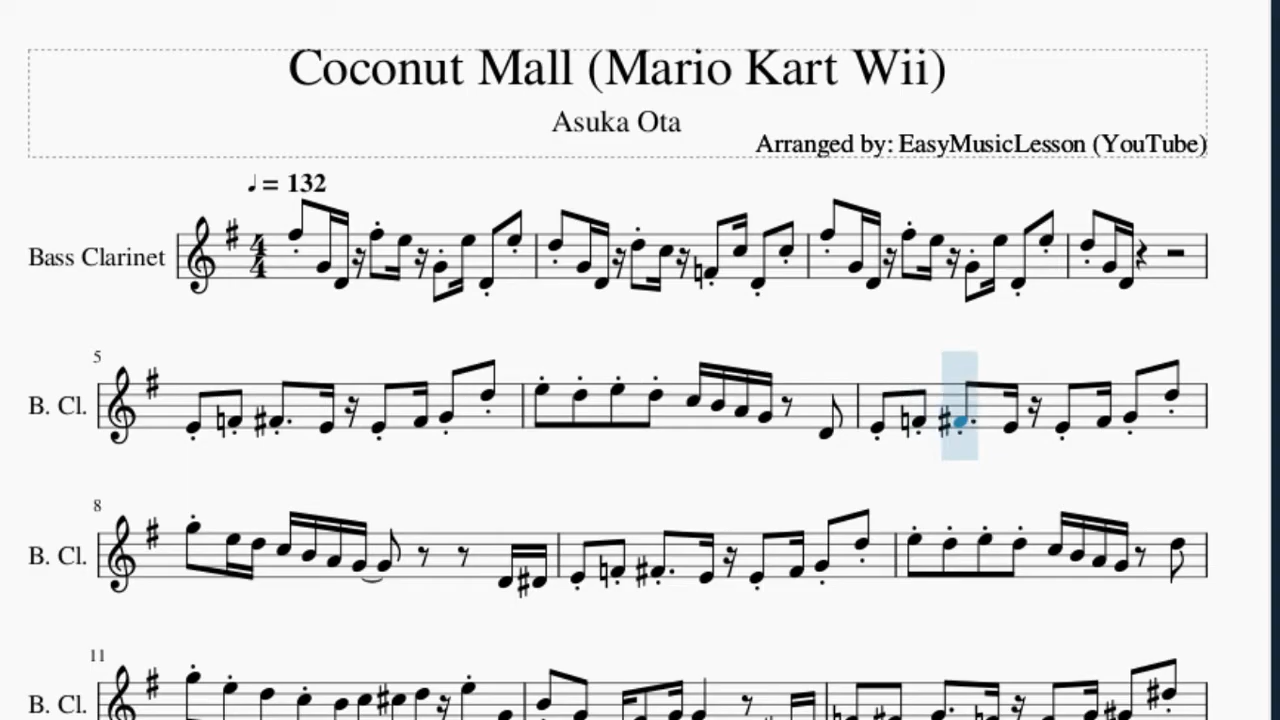 Coconut Mall (Mario Kart Wii)
Asuka Ota
Arranged by: EasyMusicLesson (YouTube)
♩ = 132
Bass Clarinet
4
4
5
B. Cl.
8
B. Cl.
11
B. Cl.